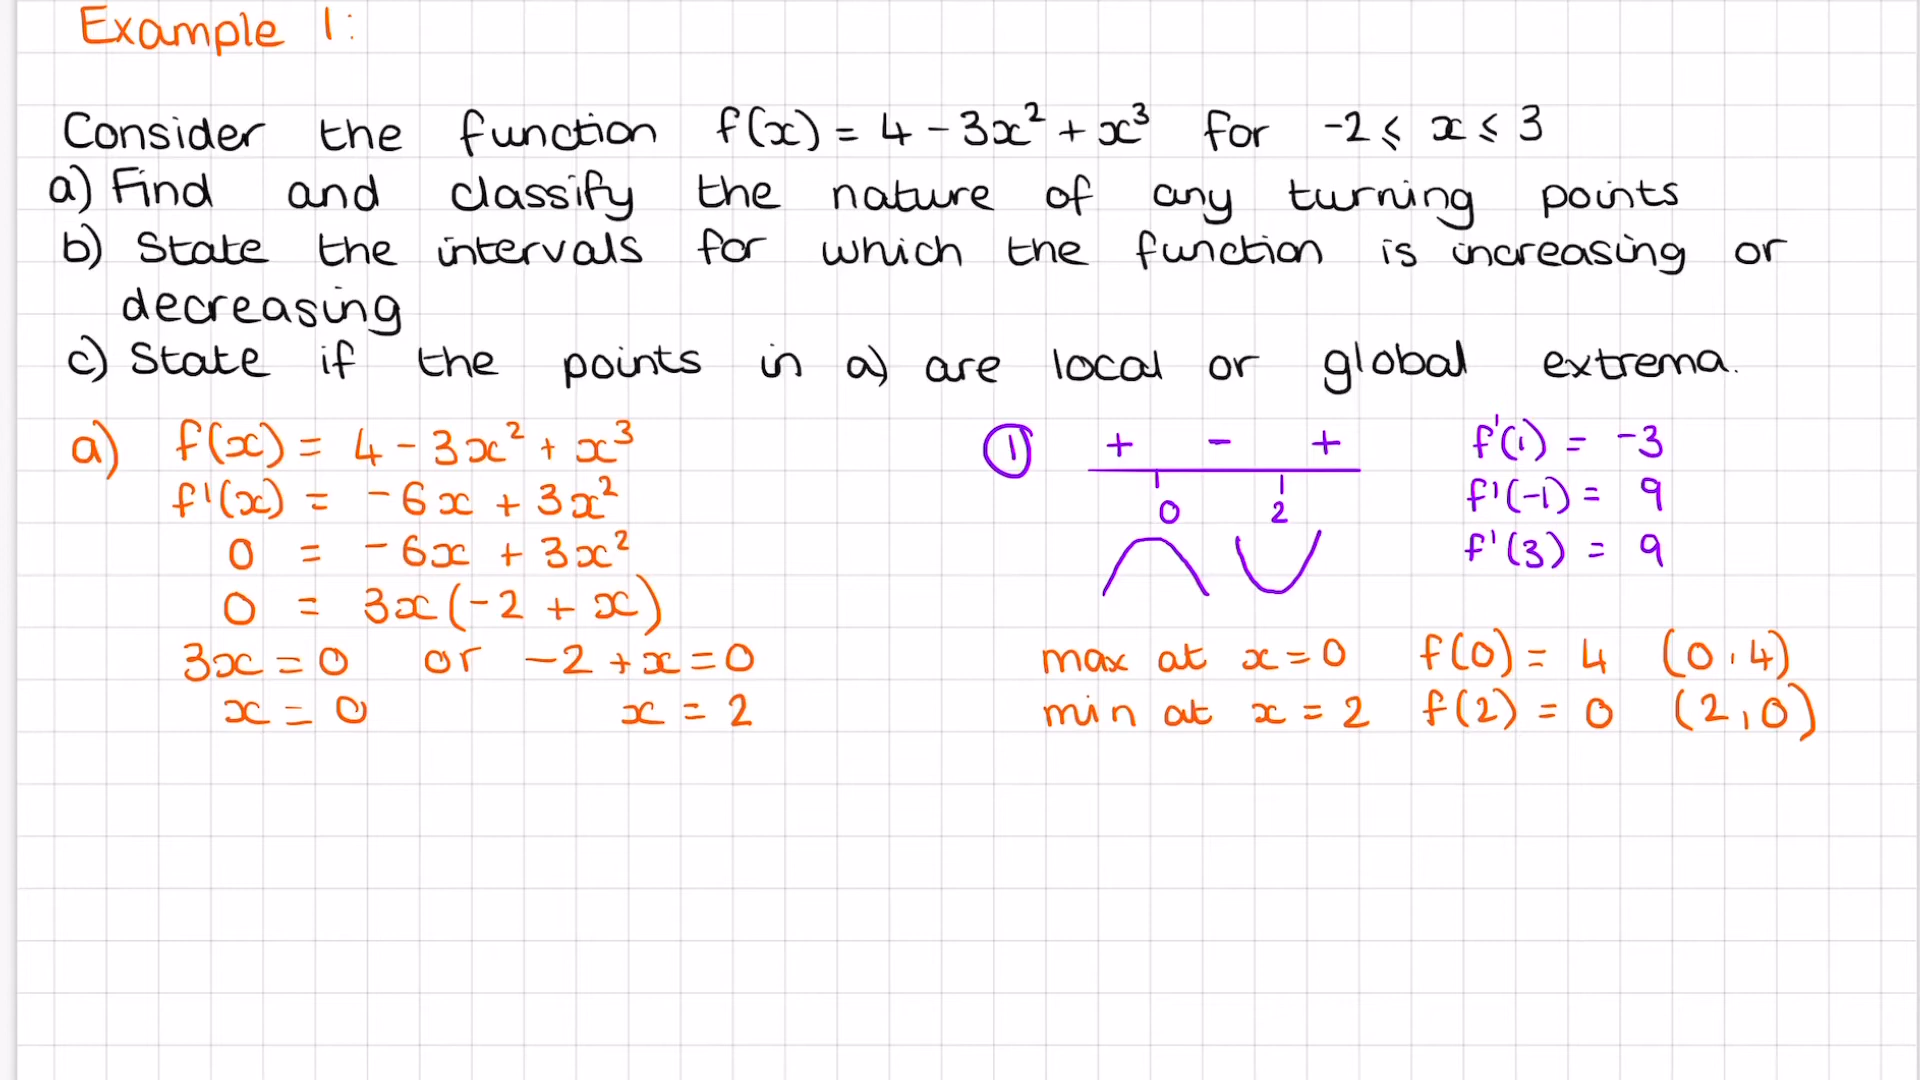 Example 1:
Consider the function f(x) = 4 - 3x² + x³ for -2 ⩽ x ⩽ 3
a) Find and classify the nature of any turning points
b) State the intervals for which the function is increasing or
decreasing
c) State if the points in a) are local or global extrema.
a) f(x) = 4 - 3x² + x³
f'(x) = -6x + 3x²
0 = -6x + 3x²
0 = 3x(-2 + x)
3x = 0 or -2 + x = 0
x = 0 x = 2
① + - +
0 2
f'(1) = -3
f'(-1) = 9
f'(3) = 9
max at x = 0 f(0) = 4 (0, 4)
min at x = 2 f(2) = 0 (2, 0)